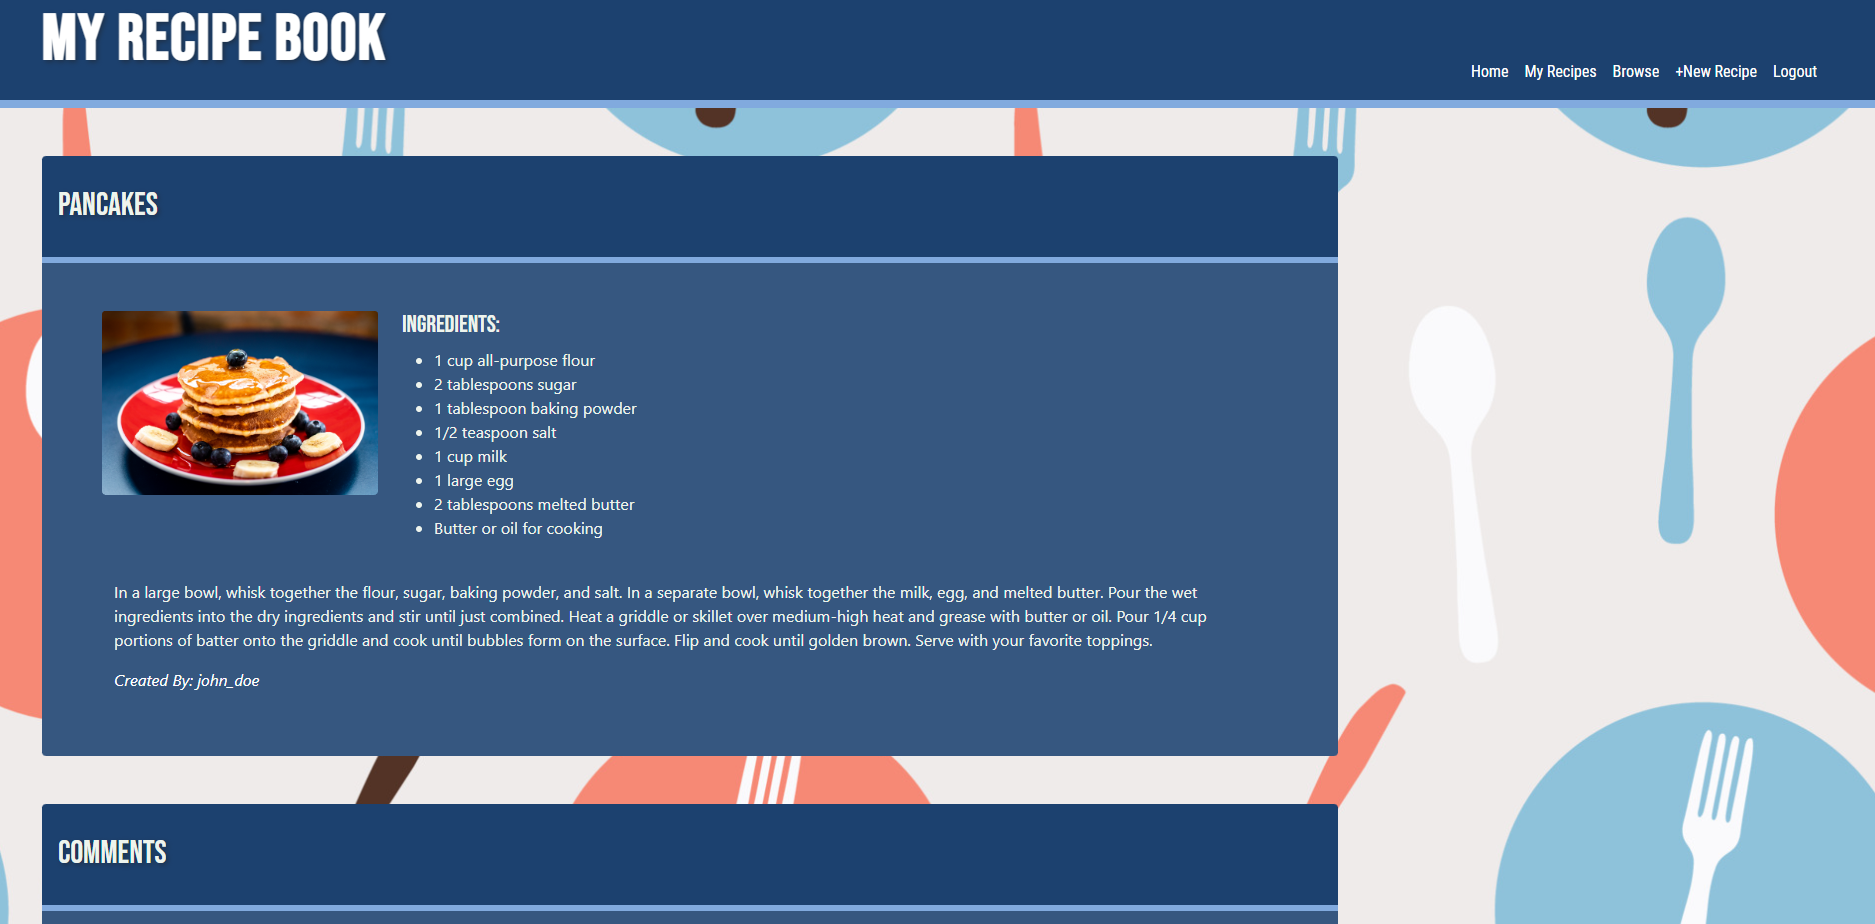 MY RECIPE BOOK
Home My Recipes Browse +New Recipe Logout
PANCAKES
INGREDIENTS:
1 cup all-purpose flour
2 tablespoons sugar
1 tablespoon baking powder
1/2 teaspoon salt
1 cup milk
1 large egg
2 tablespoons melted butter
Butter or oil for cooking
In a large bowl, whisk together the flour, sugar, baking powder, and salt. In a separate bowl, whisk together the milk, egg, and melted butter. Pour the wet
ingredients into the dry ingredients and stir until just combined. Heat a griddle or skillet over medium-high heat and grease with butter or oil. Pour 1/4 cup
portions of batter onto the griddle and cook until bubbles form on the surface. Flip and cook until golden brown. Serve with your favorite toppings.
Created By: john_doe
COMMENTS